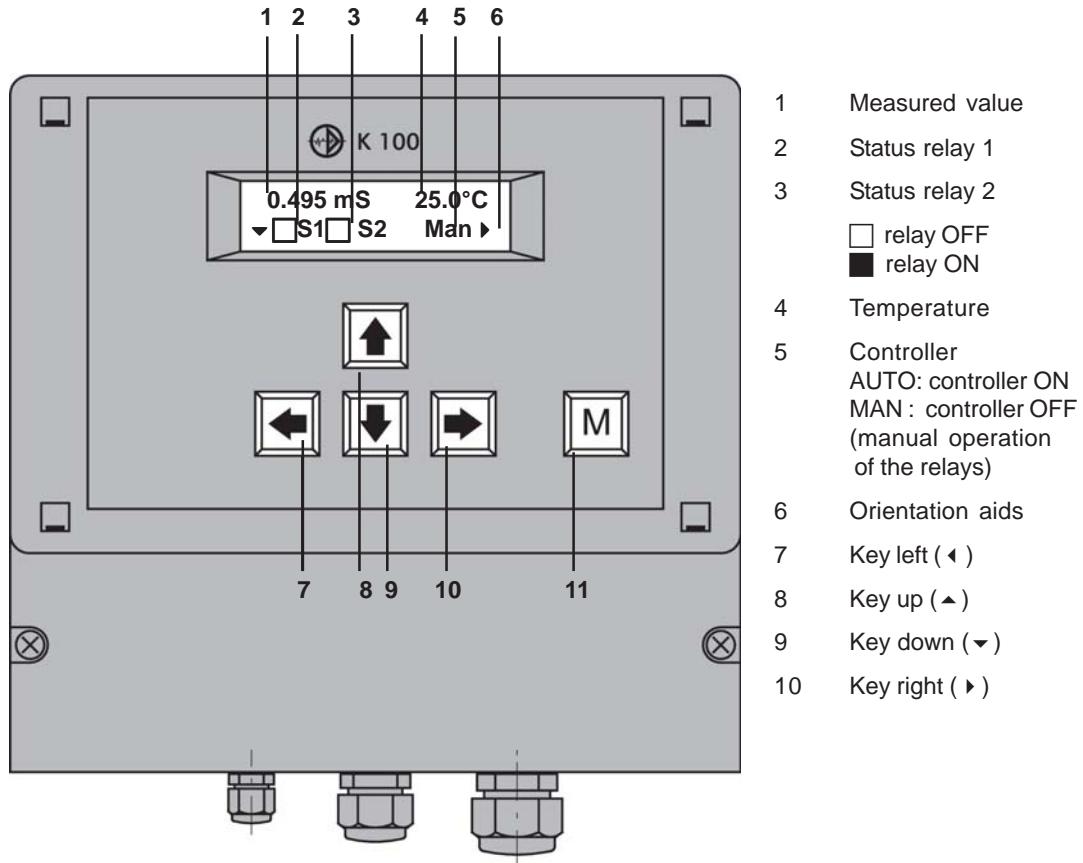 1 2 3 4 5 6
K 100
0.495 mS 25.0°C
▾ □ S1 □ S2 Man ▸
M
7 8 9 10 11
1 Measured value
2 Status relay 1
3 Status relay 2
□ relay OFF
■ relay ON
4 Temperature
5 Controller
AUTO: controller ON
MAN : controller OFF
(manual operation
of the relays)
6 Orientation aids
7 Key left ( ◂ )
8 Key up ( ▴ )
9 Key down ( ▾ )
10 Key right ( ▸ )